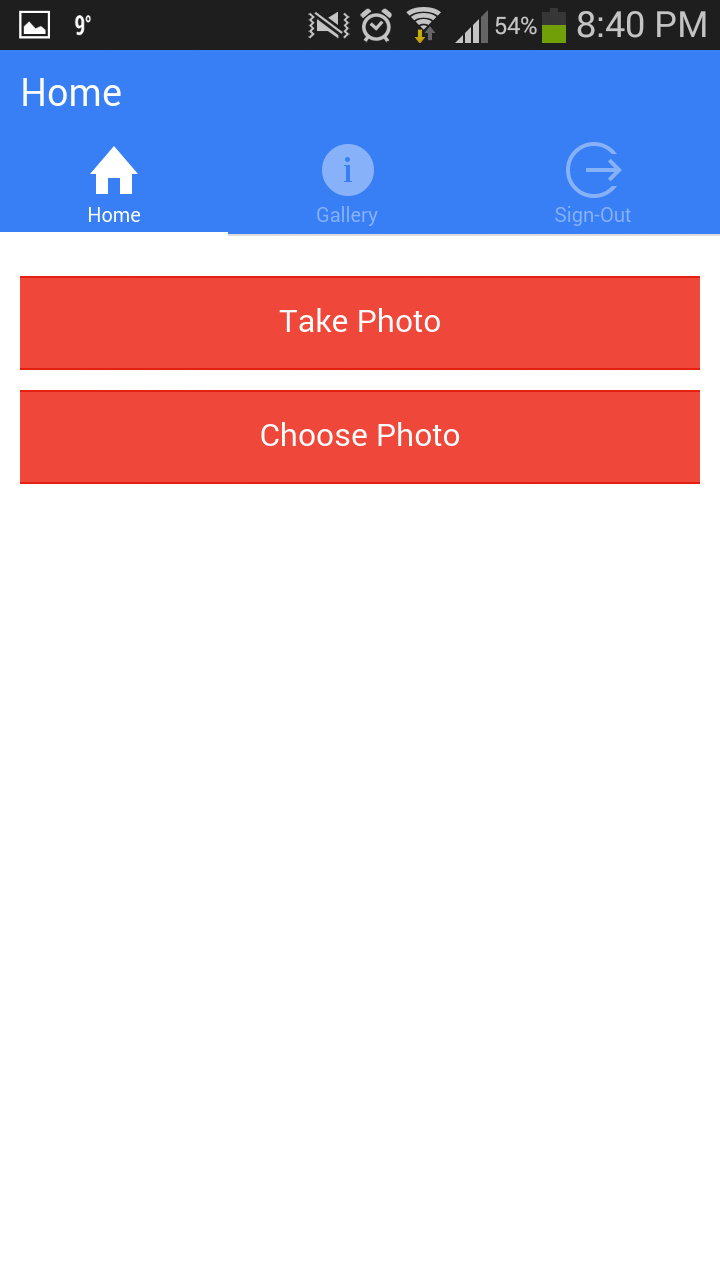 9° 54% 8:40 PM
Home
Home Gallery Sign-Out
Take Photo
Choose Photo